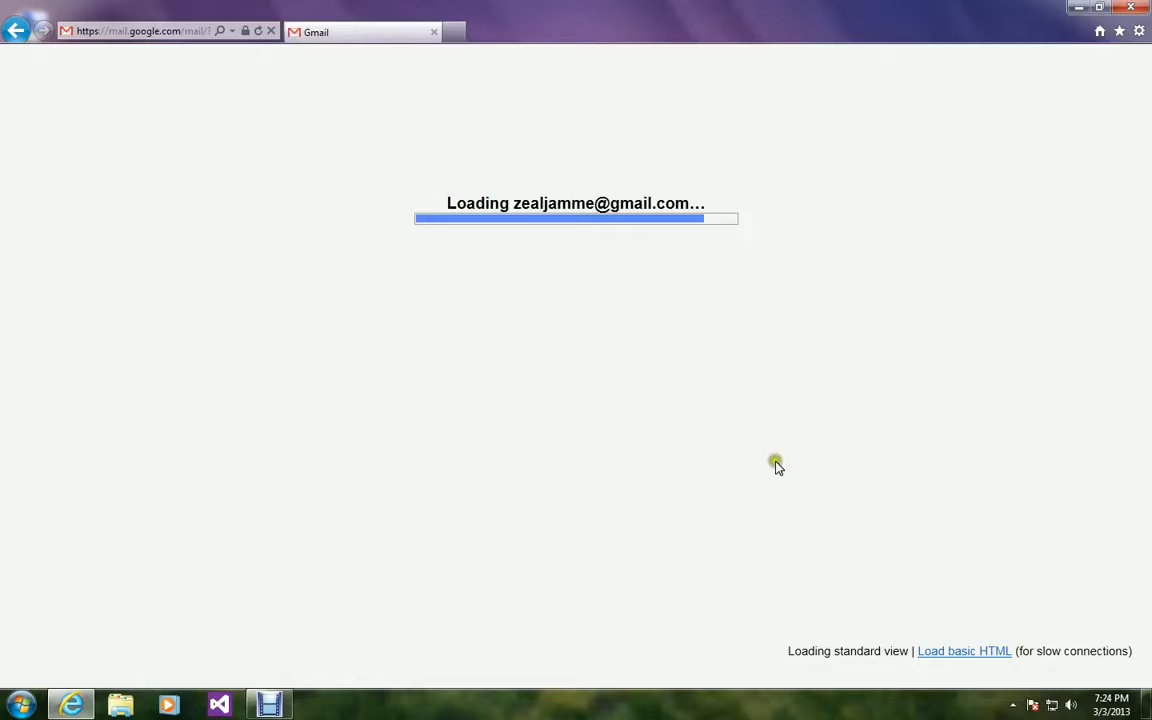 https://mail.google.com/mail/?
Gmail
Loading zealjamme@gmail.com...
Loading standard view | Load basic HTML (for slow connections)
7:24 PM
3/3/2013